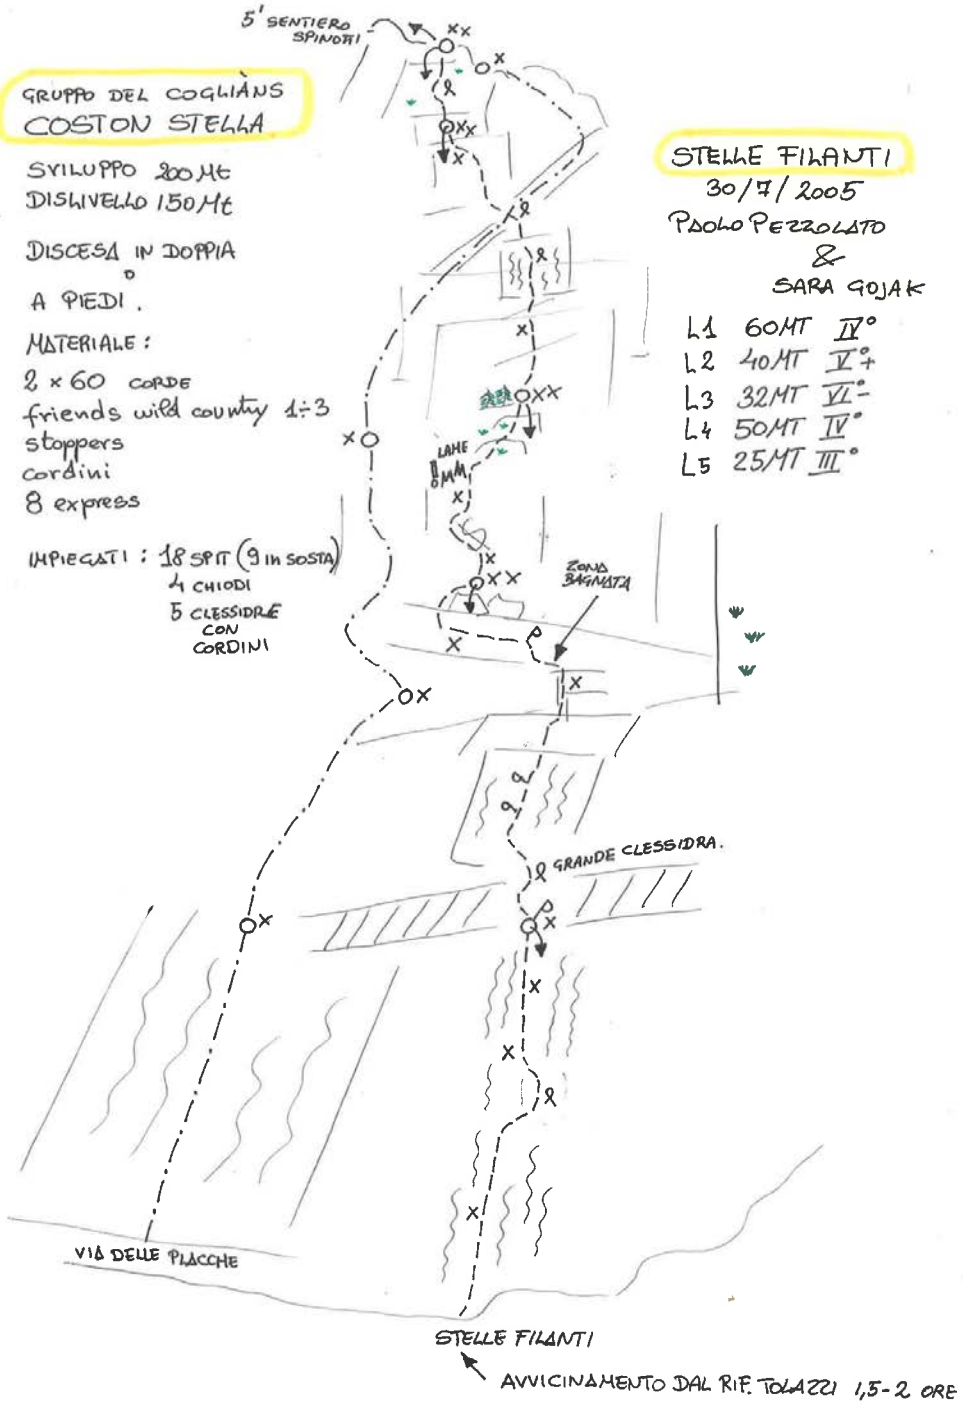 5' SENTIERO
SPINOTTI
GRUPPO DEL COGLIÀNS
COSTON STELLA
SVILUPPO 200 Mt
DISLIVELLO 150 Mt
DISCESA IN DOPPIA
O
A PIEDI.
MATERIALE:
2 x 60 CORDE
friends wild county 1÷3
stoppers
cordini
8 express
IMPIEGATI: 18 SPIT (9 in SOSTA)
4 CHIODI
5 CLESSIDRE
CON
CORDINI
STELLE FILANTI
30/7/2005
PAOLO PEZZOLATO
&
SARA GOJAK
L1 60MT IV°
L2 40MT V°+
L3 32MT VI°-
L4 50MT IV°
L5 25MT III°
LAME
ZONA
BAGNATA
GRANDE CLESSIDRA.
VIA DELLE PLACCHE
STELLE FILANTI
AVVICINAMENTO DAL RIF. TOLAZZI 1,5-2 ORE